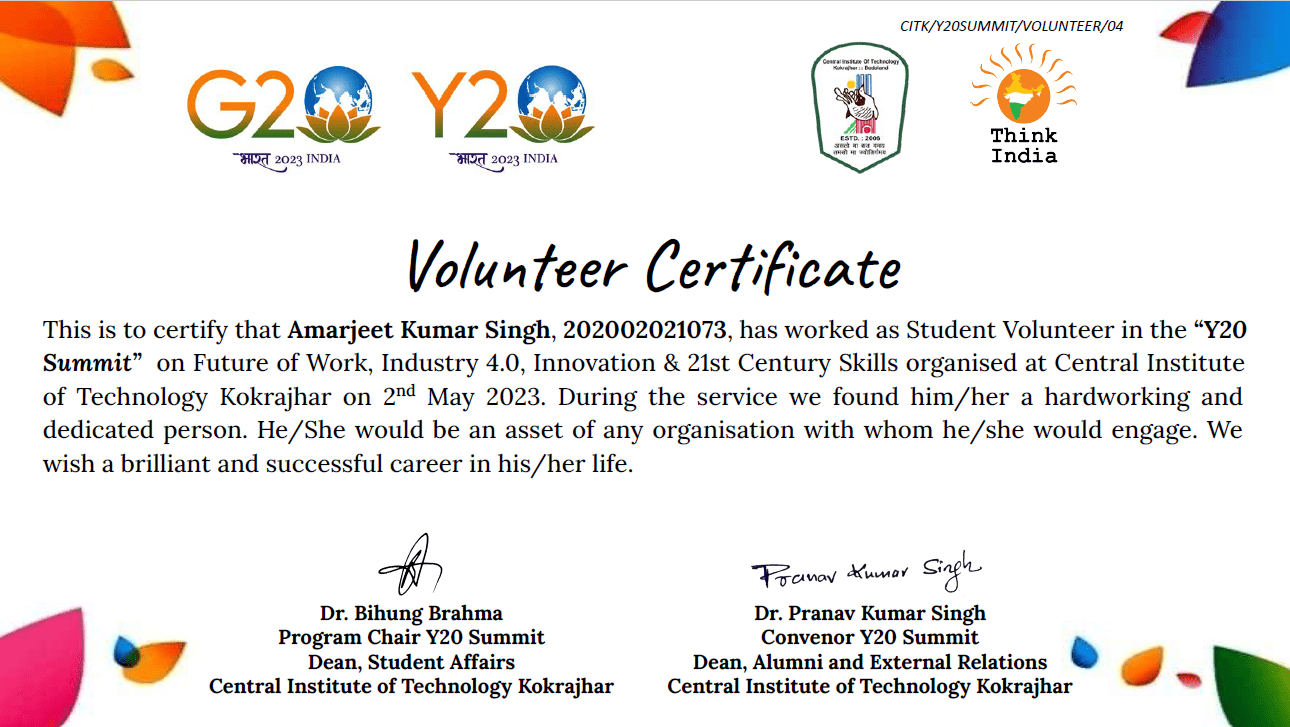 CITK/Y20SUMMIT/VOLUNTEER/04
G20
भारत 2023 INDIA
Y20
भारत 2023 INDIA
Central Institute Of Technology
Kokrajhar :: Bodoland
ESTD. : 2006
असतो मा सत गमय
तमसो मा ज्योतिर्गमय
Think
India
Volunteer Certificate
This is to certify that Amarjeet Kumar Singh, 202002021073, has worked as Student Volunteer in the “Y20
Summit” on Future of Work, Industry 4.0, Innovation & 21st Century Skills organised at Central Institute
of Technology Kokrajhar on 2nd May 2023. During the service we found him/her a hardworking and
dedicated person. He/She would be an asset of any organisation with whom he/she would engage. We
wish a brilliant and successful career in his/her life.
Pranav Kumar Singh
Dr. Bihung Brahma
Program Chair Y20 Summit
Dean, Student Affairs
Central Institute of Technology Kokrajhar
Dr. Pranav Kumar Singh
Convenor Y20 Summit
Dean, Alumni and External Relations
Central Institute of Technology Kokrajhar